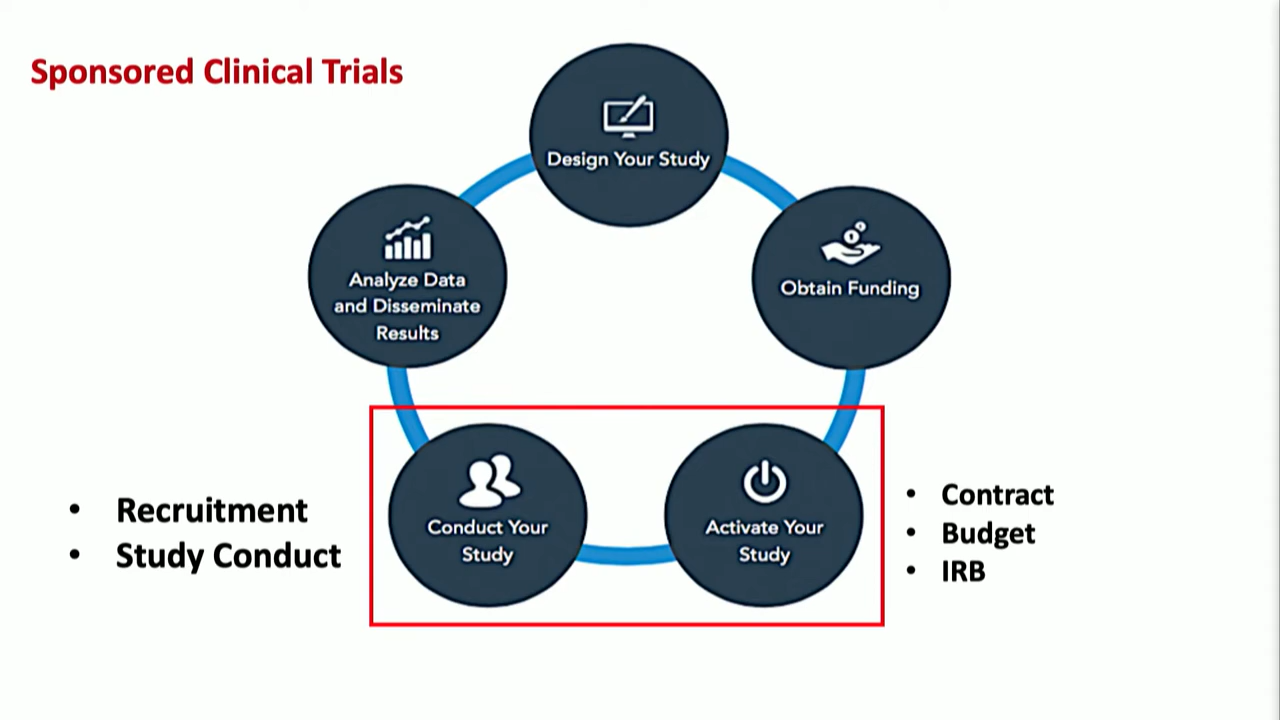 Sponsored Clinical Trials
Design Your Study
Obtain Funding
Activate Your
Study
• Contract
• Budget
• IRB
Conduct Your
Study
• Recruitment
• Study Conduct
Analyze Data
and Disseminate
Results